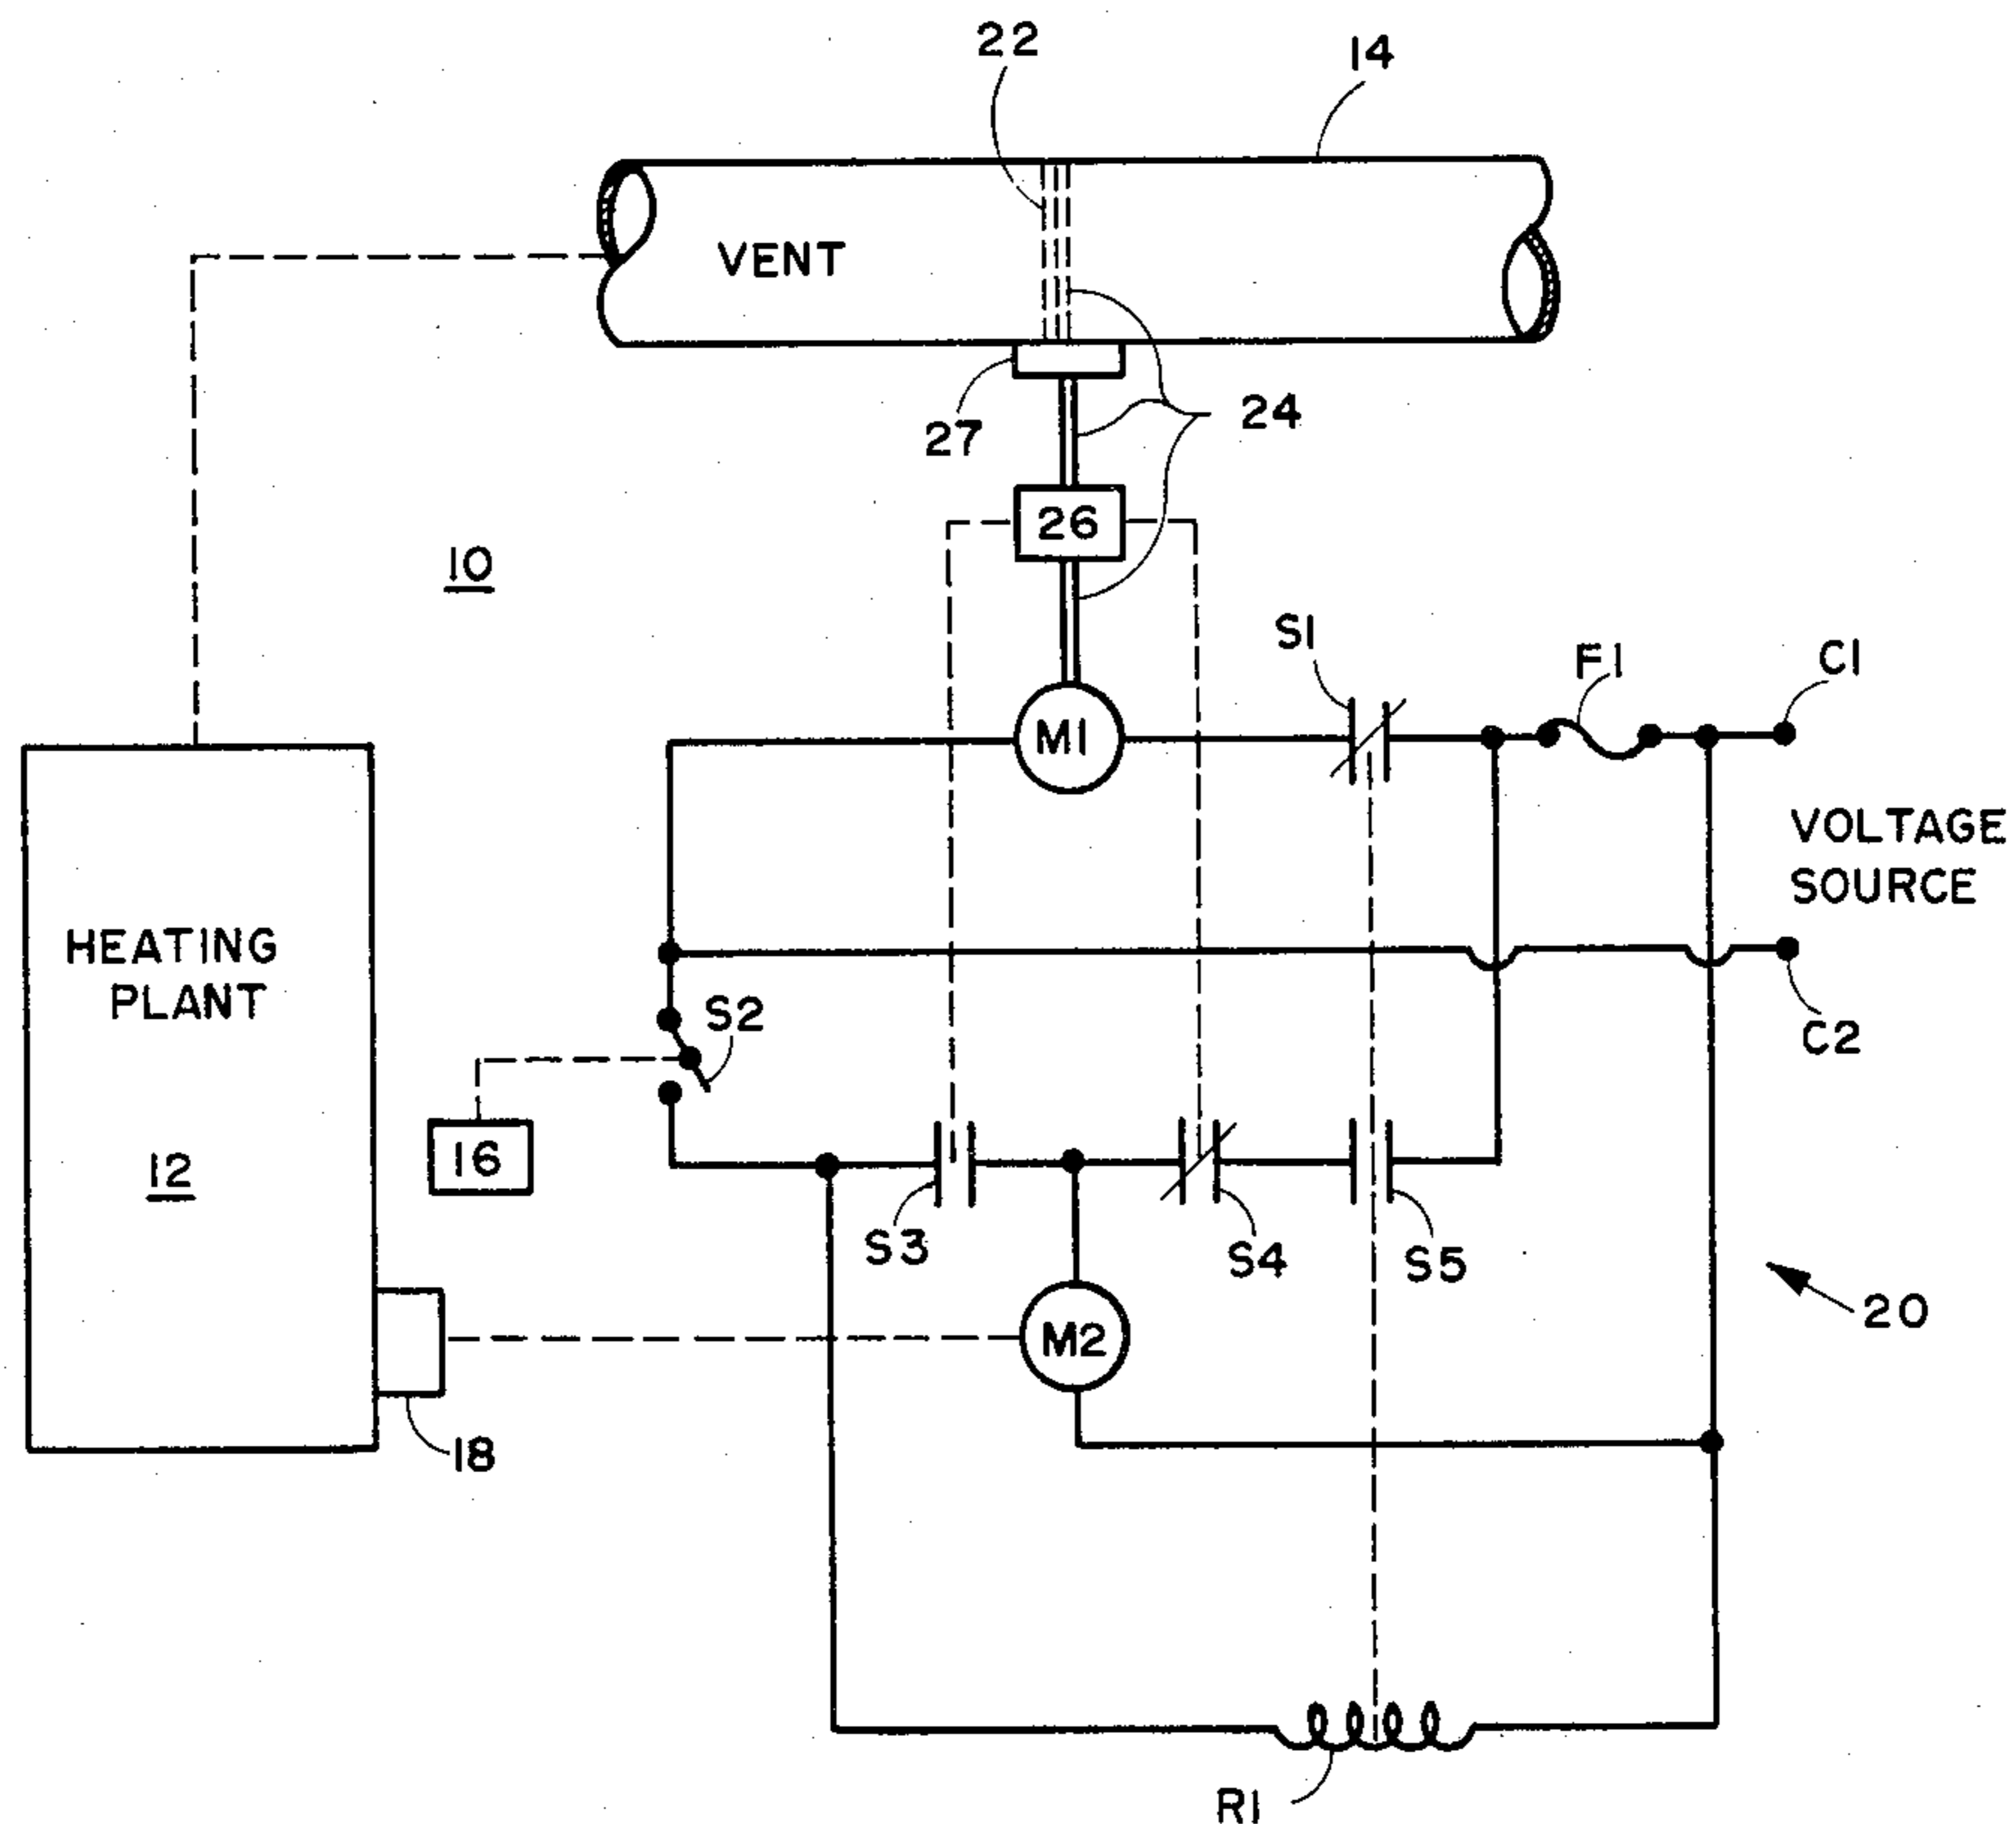 22
14
VENT
27
24
26
10
S1
F1
C1
M1
VOLTAGE
SOURCE
HEATING
PLANT
S2
C2
16
12
S3
S4
S5
20
M2
18
R1